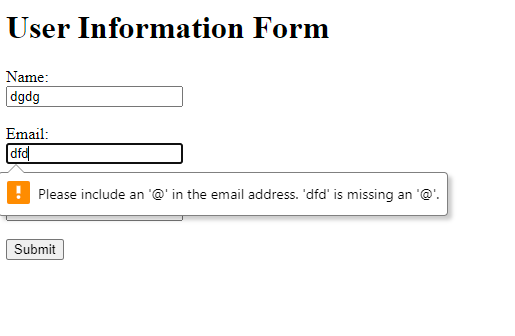 User Information Form
Name:
dgdg
Email:
dfd
Please include an '@' in the email address. 'dfd' is missing an '@'.
Submit